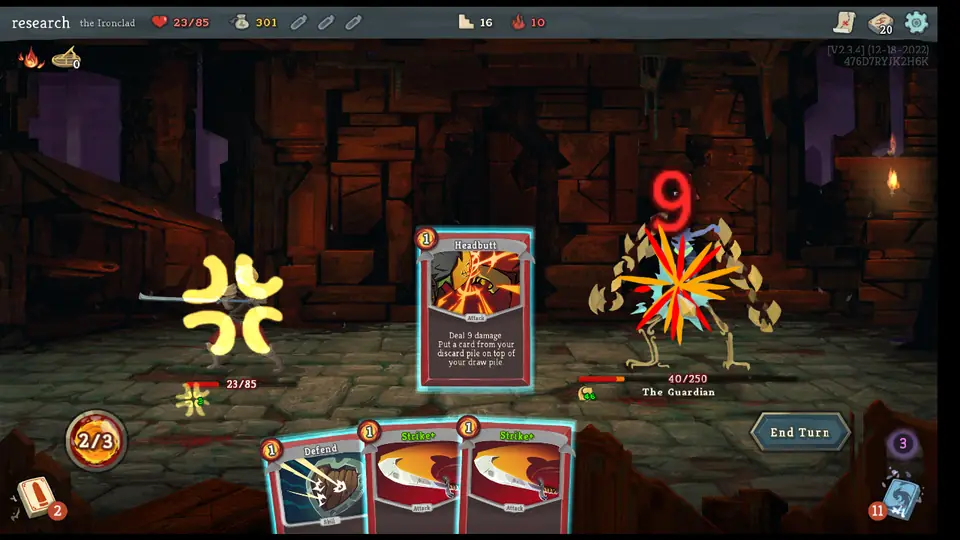 research the Ironclad 23/85 301 16 10 20
[V2.3.4] (12-18-2022)
476D7RYJK2H6K
0
9
1 Headbutt
Attack
Deal 9 damage.
Put a card from your
discard pile on top of
your draw pile.
23/85
40/250
The Guardian
2/3
1 Defend
Skill
1 Strike+
Attack
1 Strike+
Attack
End Turn
3
2
11